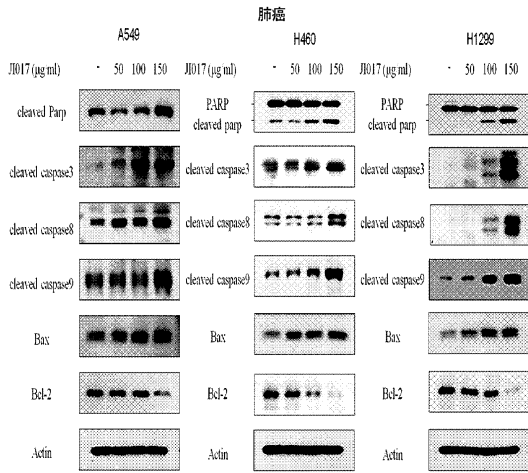 肺癌
A549 H460 H1299
JI017 (μg/ml) - 50 100 150 JI017 (μg/ml) - 50 100 150 JI017 (μg/ml) - 50 100 150
cleaved Parp
PARP
cleaved parp
PARP
cleaved parp
cleaved caspase3 cleaved caspase3 cleaved caspase3
cleaved caspase8 cleaved caspase8 cleaved caspase8
cleaved caspase9 cleaved caspase9 cleaved caspase9
Bax Bax Bax
Bcl-2 Bcl-2 Bcl-2
Actin Actin Actin